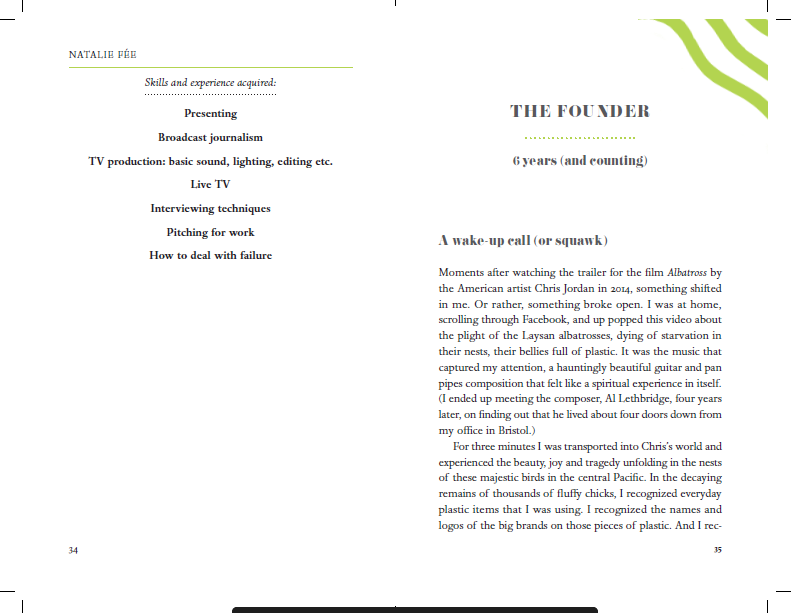 NATALIE FÉE
Skills and experience acquired:
Presenting
Broadcast journalism
TV production: basic sound, lighting, editing etc.
Live TV
Interviewing techniques
Pitching for work
How to deal with failure
34
THE FOUNDER
6 years (and counting)
A wake-up call (or squawk)
Moments after watching the trailer for the film Albatross by
the American artist Chris Jordan in 2014, something shifted
in me. Or rather, something broke open. I was at home,
scrolling through Facebook, and up popped this video about
the plight of the Laysan albatrosses, dying of starvation in
their nests, their bellies full of plastic. It was the music that
captured my attention, a hauntingly beautiful guitar and pan
pipes composition that felt like a spiritual experience in itself.
(I ended up meeting the composer, Al Lethbridge, four years
later, on finding out that he lived about four doors down from
my office in Bristol.)
For three minutes I was transported into Chris's world and
experienced the beauty, joy and tragedy unfolding in the nests
of these majestic birds in the central Pacific. In the decaying
remains of thousands of fluffy chicks, I recognized everyday
plastic items that I was using. I recognized the names and
logos of the big brands on those pieces of plastic. And I rec-
35